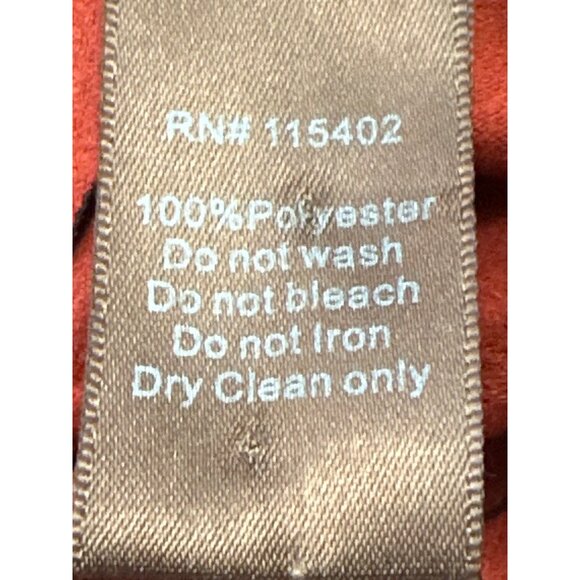 RN# 115402
100%Polyester
Do not wash
Do not bleach
Do not Iron
Dry Clean only